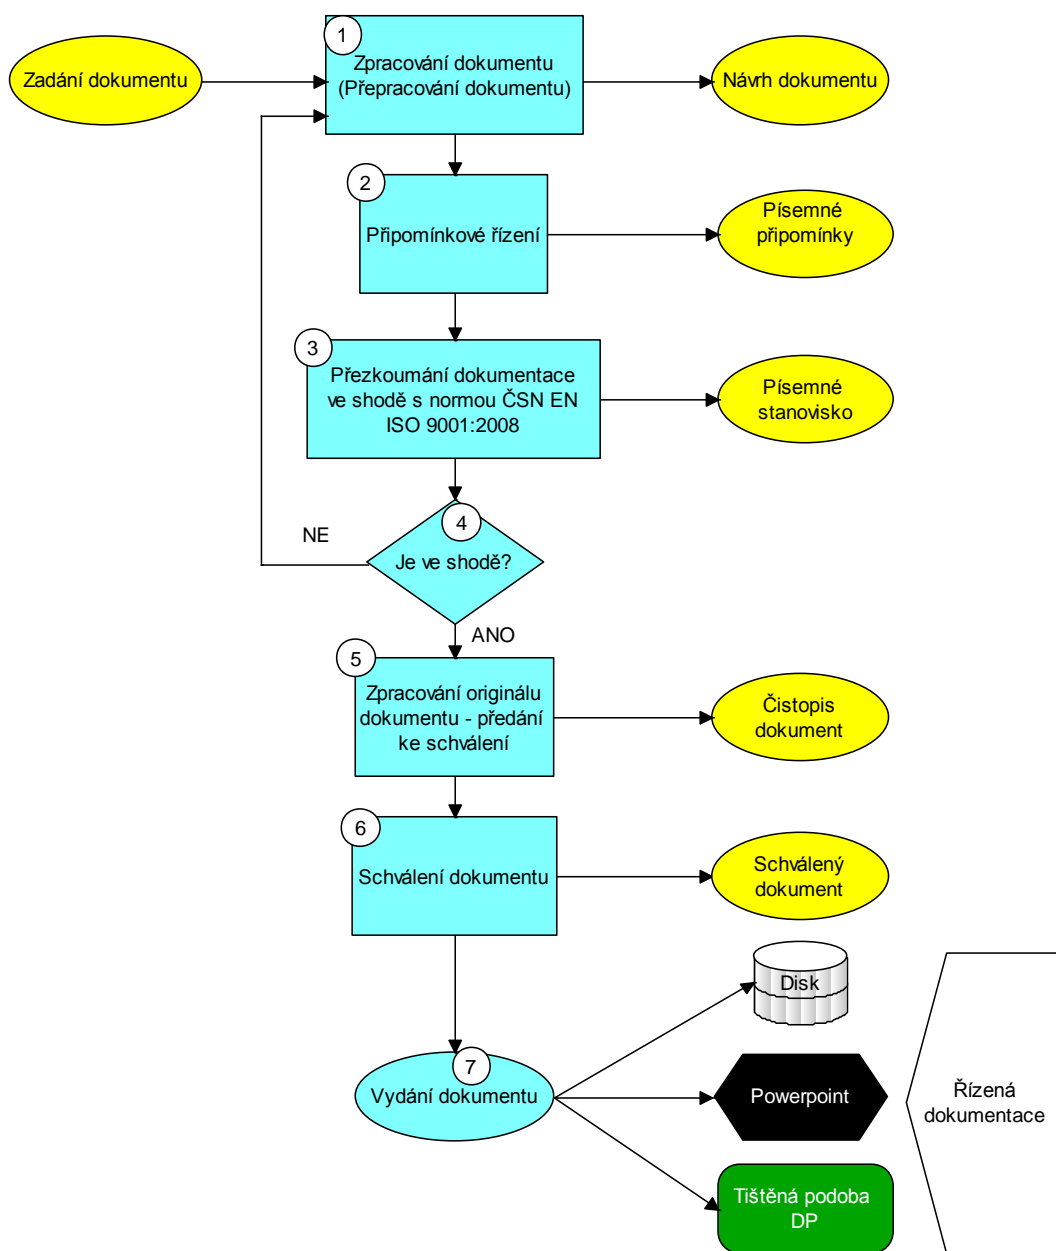 1
Zadání dokumentu
Zpracování dokumentu
(Přepracování dokumentu)
Návrh dokumentu
2
Připomínkové řízení
Písemné
připomínky
3
Přezkoumání dokumentace
ve shodě s normou ČSN EN
ISO 9001:2008
Písemné
stanovisko
4
NE
Je ve shodě?
ANO
5
Zpracování originálu
dokumentu - předání
ke schválení
Čistopis
dokument
6
Schválení dokumentu
Schválený
dokument
Disk
7
Vydání dokumentu
Powerpoint
Řízená
dokumentace
Tištěná podoba
DP